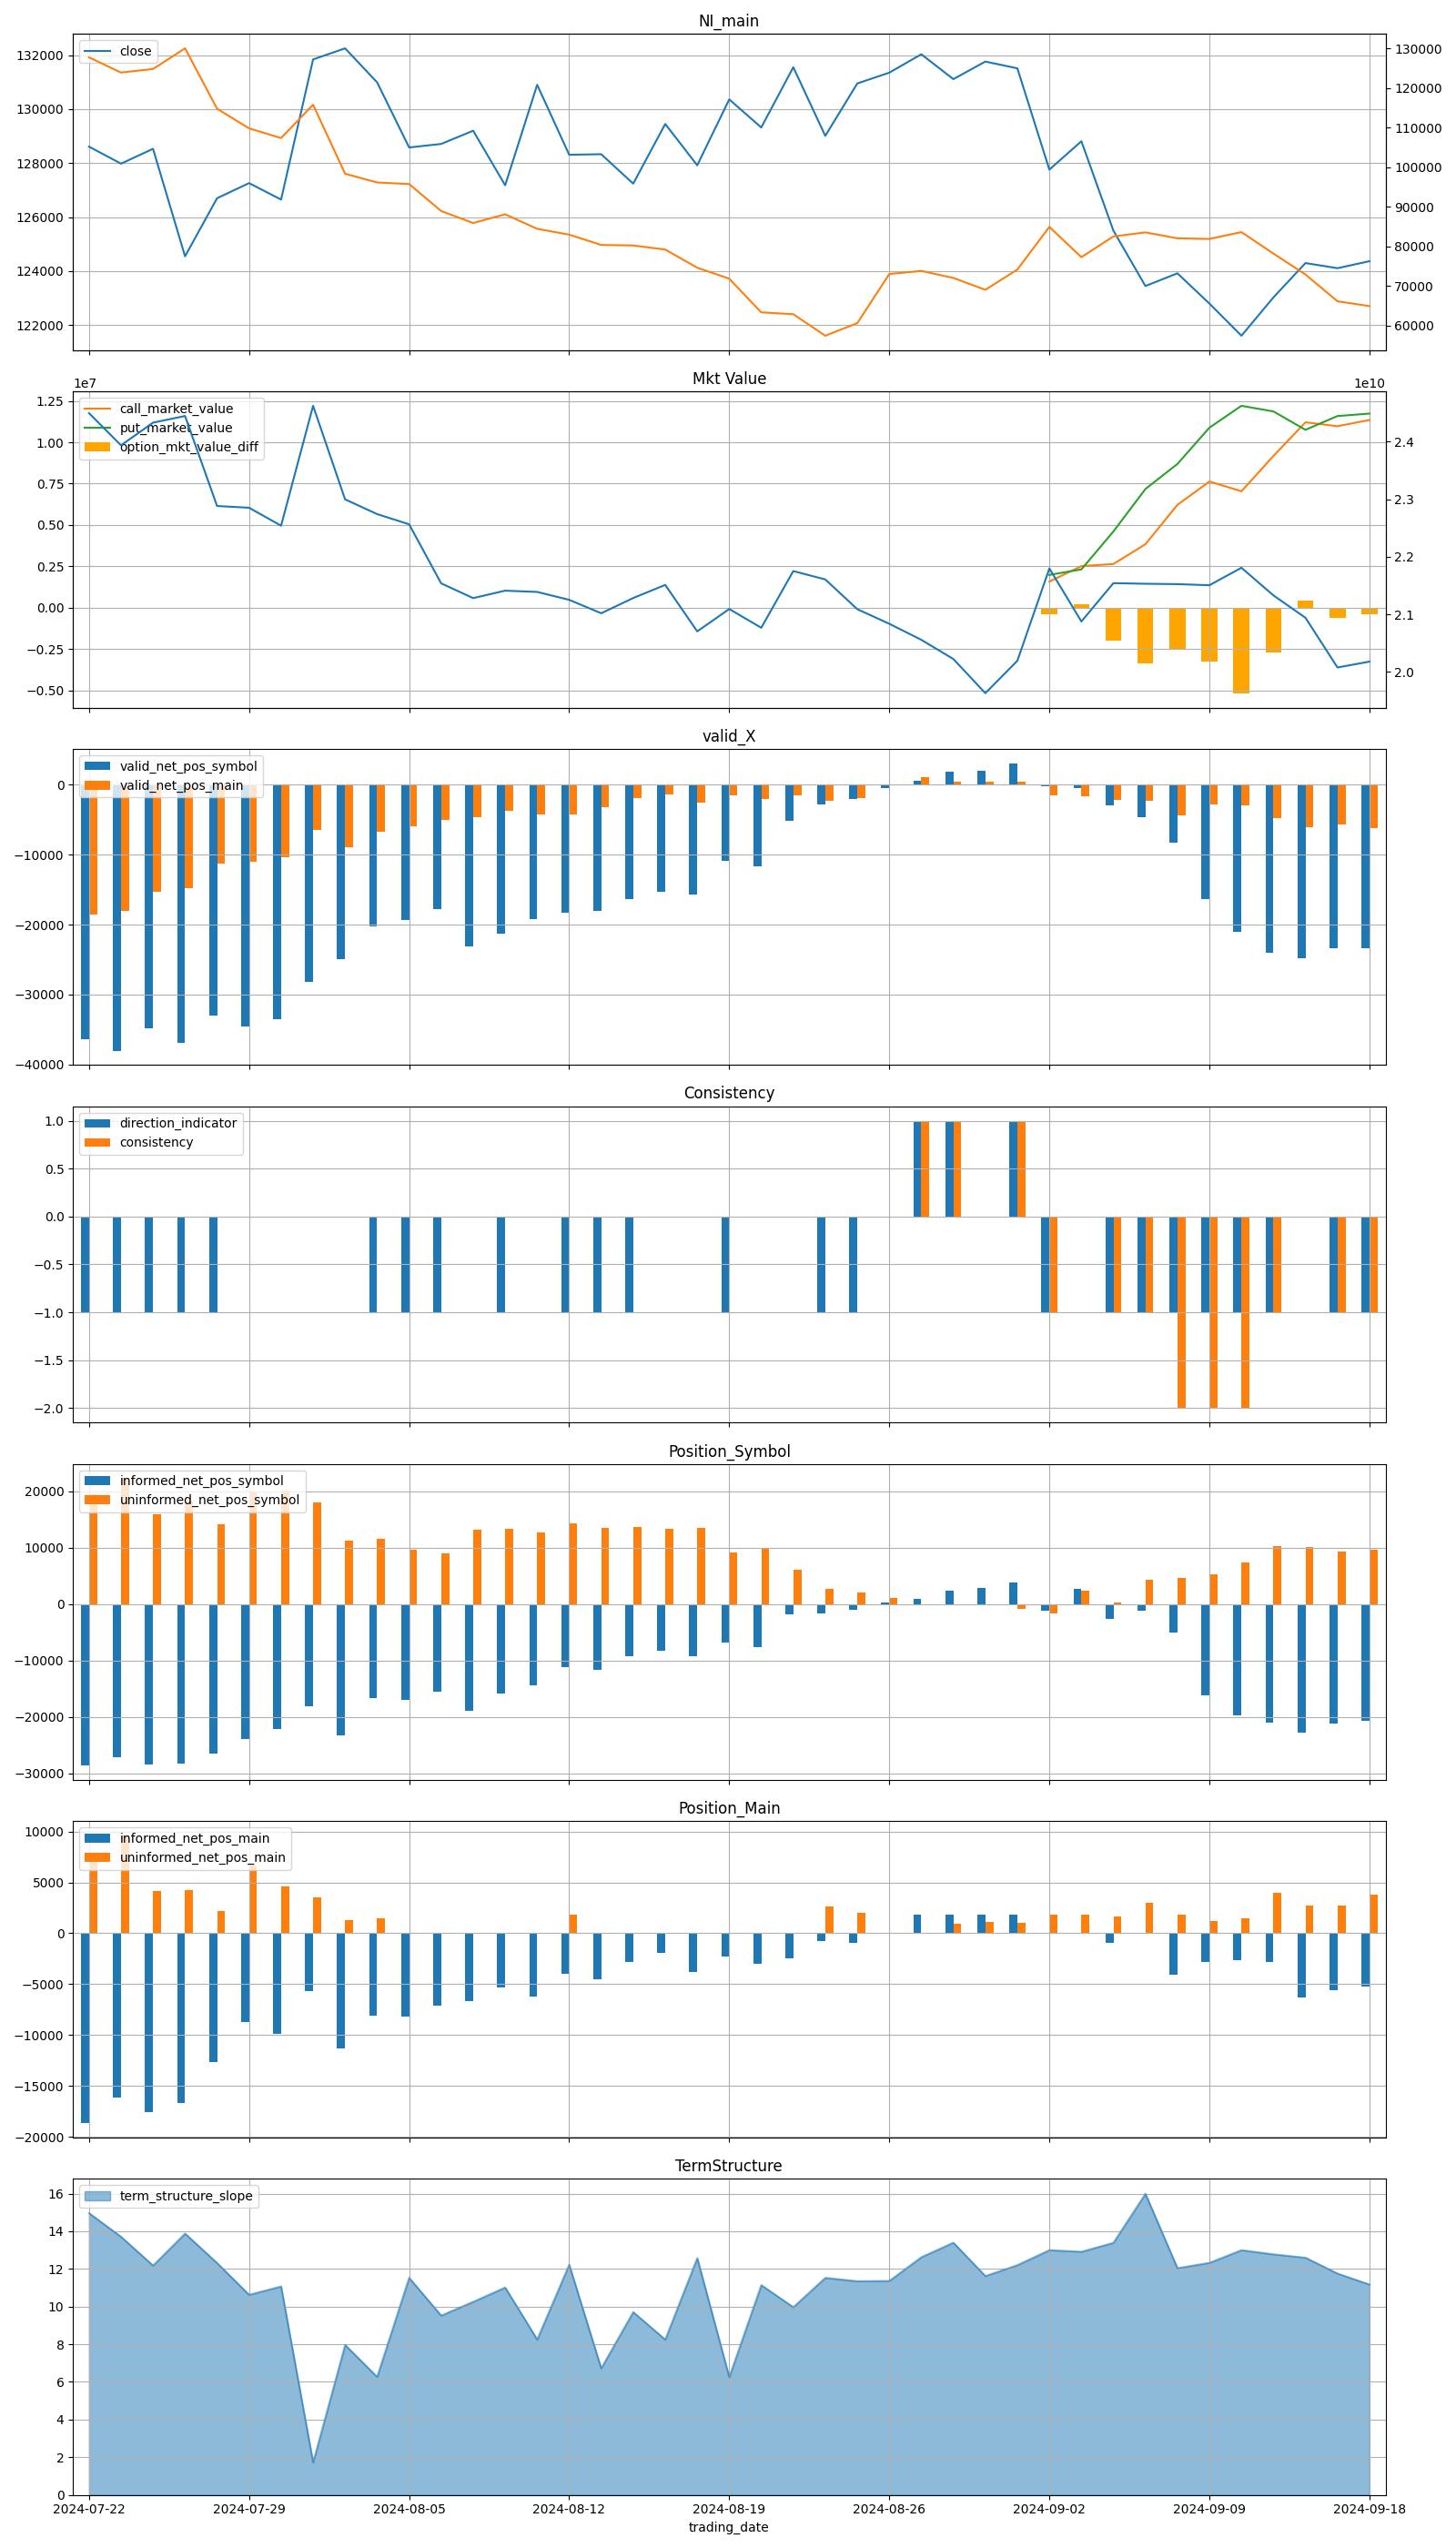 NI_main
close
132000
130000
128000
126000
124000
122000
130000
120000
110000
100000
90000
80000
70000
60000
Mkt Value
1e7
1e10
call_market_value
put_market_value
option_mkt_value_diff
1.25
1.00
0.75
0.50
0.25
0.00
−0.25
−0.50
2.4
2.3
2.2
2.1
2.0
valid_X
valid_net_pos_symbol
valid_net_pos_main
0
−10000
−20000
−30000
−40000
Consistency
direction_indicator
consistency
1.0
0.5
0.0
−0.5
−1.0
−1.5
−2.0
Position_Symbol
informed_net_pos_symbol
uninformed_net_pos_symbol
20000
10000
0
−10000
−20000
−30000
Position_Main
informed_net_pos_main
uninformed_net_pos_main
10000
5000
0
−5000
−10000
−15000
−20000
TermStructure
term_structure_slope
16
14
12
10
8
6
4
2
0
2024-07-22 2024-07-29 2024-08-05 2024-08-12 2024-08-19 2024-08-26 2024-09-02 2024-09-09 2024-09-18
trading_date